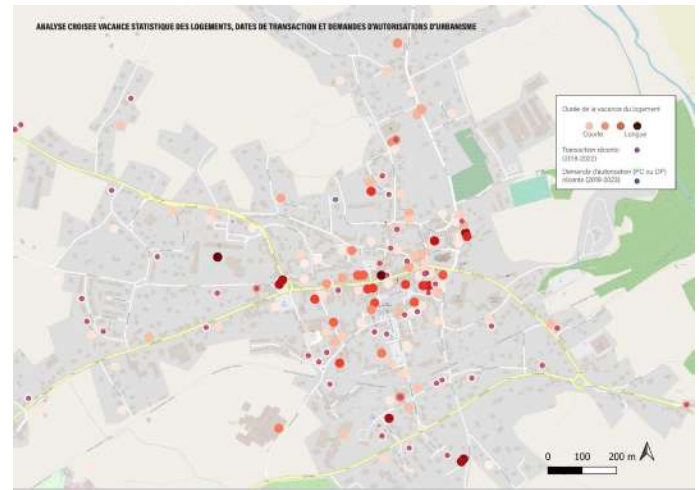 ANALYSE CROISEE VACANCE STATISTIQUE DES LOGEMENTS, DATES DE TRANSACTION ET DEMANDES D'AUTORISATIONS D'URBANISME
Durée de la vacance du logement
Courte Longue
Transaction récente
(2018-2022)
Demande d'autorisation (PC ou DP)
récente (2018-2023)
0 100 200 m